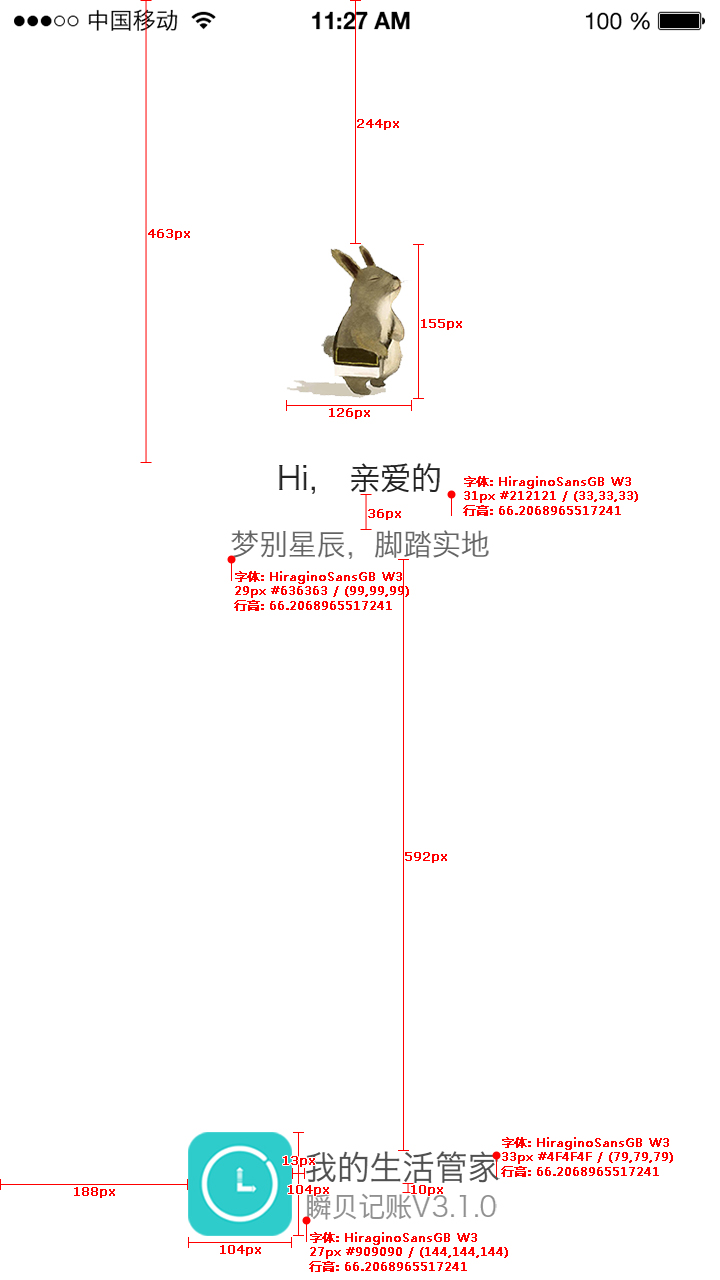 中国移动 11:27 AM 100 %
244px
463px
155px
126px
Hi, 亲爱的
字体: HiraginoSansGB W3
31px #212121 / (33,33,33)
行高: 66.2068965517241
36px
梦别星辰，脚踏实地
字体: HiraginoSansGB W3
29px #636363 / (99,99,99)
行高: 66.2068965517241
592px
字体: HiraginoSansGB W3
33px #4F4F4F / (79,79,79)
行高: 66.2068965517241
13px
我的生活管家
188px
104px
10px
瞬贝记账V3.1.0
104px
字体: HiraginoSansGB W3
27px #909090 / (144,144,144)
行高: 66.2068965517241